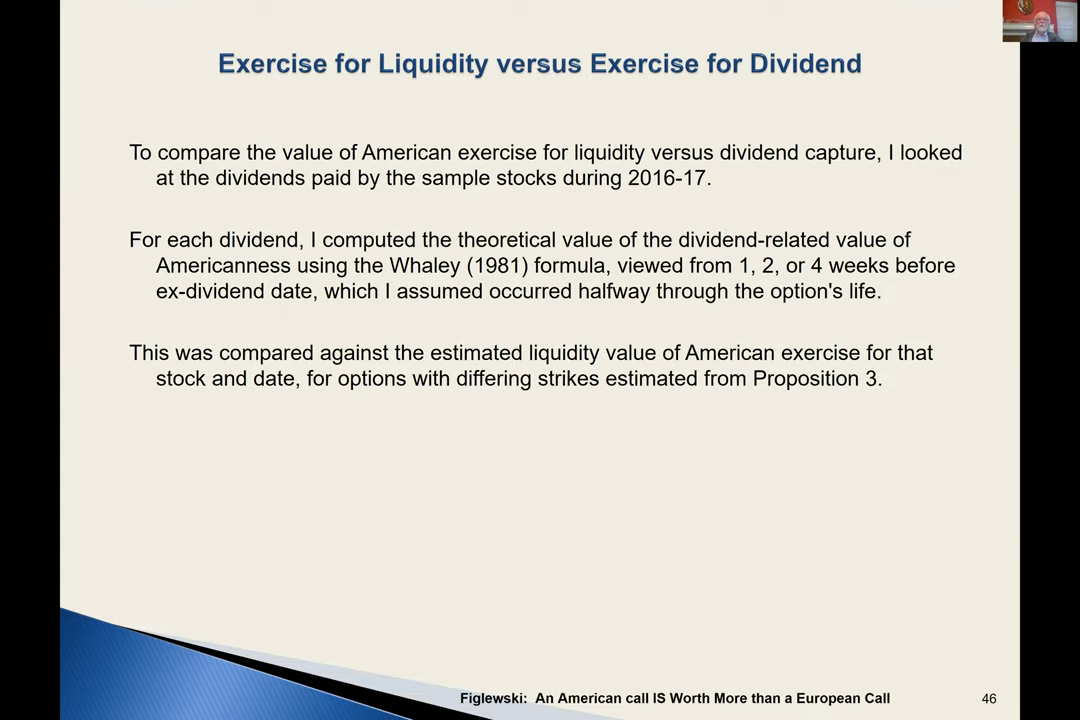 Exercise for Liquidity versus Exercise for Dividend
To compare the value of American exercise for liquidity versus dividend capture, I looked
at the dividends paid by the sample stocks during 2016-17.
For each dividend, I computed the theoretical value of the dividend-related value of
Americanness using the Whaley (1981) formula, viewed from 1, 2, or 4 weeks before
ex-dividend date, which I assumed occurred halfway through the option's life.
This was compared against the estimated liquidity value of American exercise for that
stock and date, for options with differing strikes estimated from Proposition 3.
Figlewski: An American call IS Worth More than a European Call
46